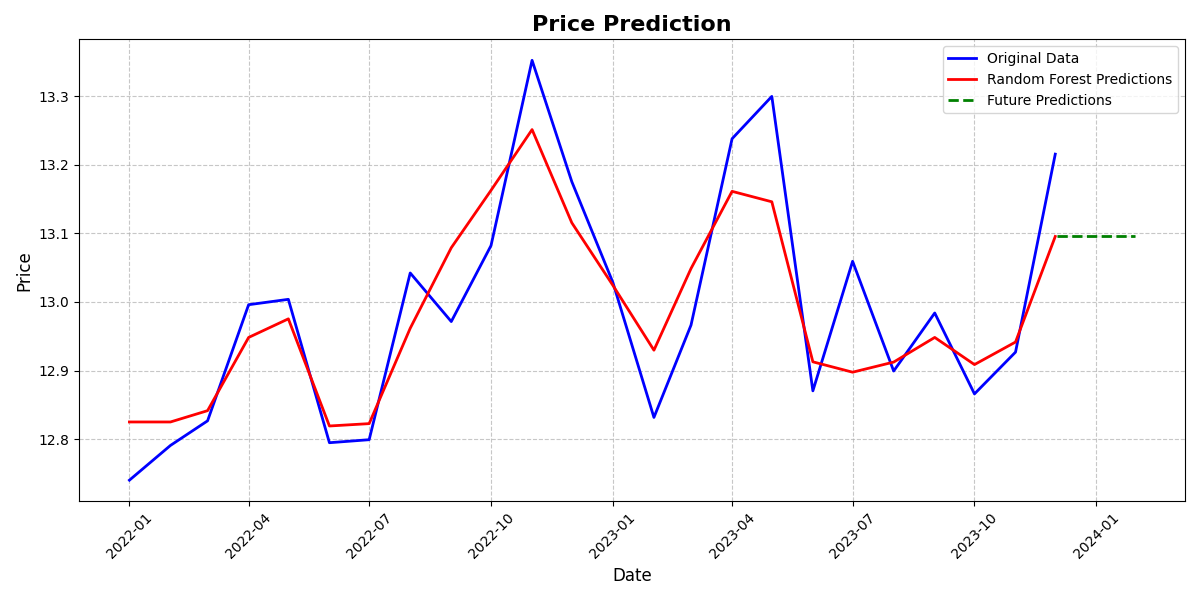 Price Prediction
Original Data
Random Forest Predictions
Future Predictions
Price
13.3
13.2
13.1
13.0
12.9
12.8
2022-01
2022-04
2022-07
2022-10
2023-01
2023-04
2023-07
2023-10
2024-01
Date